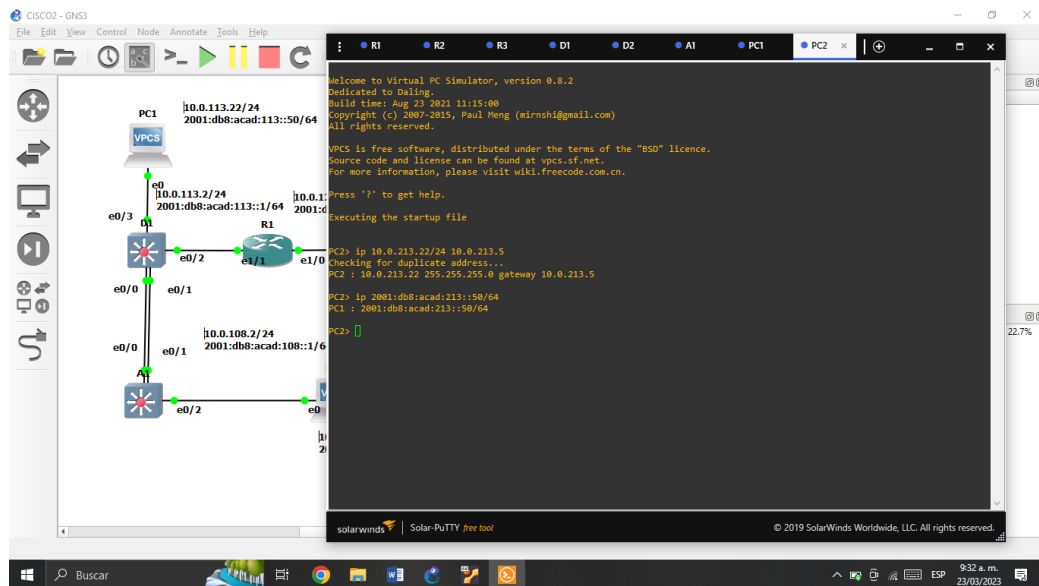 CISCO2 - GNS3
File Edit View Control Node Annotate Tools Help
R1 R2 R3 D1 D2 A1 PC1 PC2
Welcome to Virtual PC Simulator, version 0.8.2
Dedicated to Daling.
Build time: Aug 23 2021 11:15:00
Copyright (c) 2007-2015, Paul Meng (mirnshi@gmail.com)
All rights reserved.
VPCS is free software, distributed under the terms of the "BSD" licence.
Source code and license can be found at vpcs.sf.net.
For more information, please visit wiki.freecode.com.cn.
Press '?' to get help.
Executing the startup file
PC2> ip 10.0.213.22/24 10.0.213.5
Checking for duplicate address...
PC2 : 10.0.213.22 255.255.255.0 gateway 10.0.213.5
PC2> ip 2001:db8:acad:213::50/64
PC1 : 2001:db8:acad:213::50/64
PC2>
solarwinds Solar-PuTTY free tool
© 2019 SolarWinds Worldwide, LLC. All rights reserved.
PC1
10.0.113.22/24
2001:db8:acad:113::50/64
VPCS
e0
10.0.113.2/24
2001:db8:acad:113::1/64
e0/3
D1
R1
e0/2
e1/1
e1/0
e0/0
e0/1
10.0.108.2/24
2001:db8:acad:108::1/6
e0/0
e0/1
A1
e0/2
e0
22.7%
Buscar
ESP
9:32 a. m.
23/03/2023